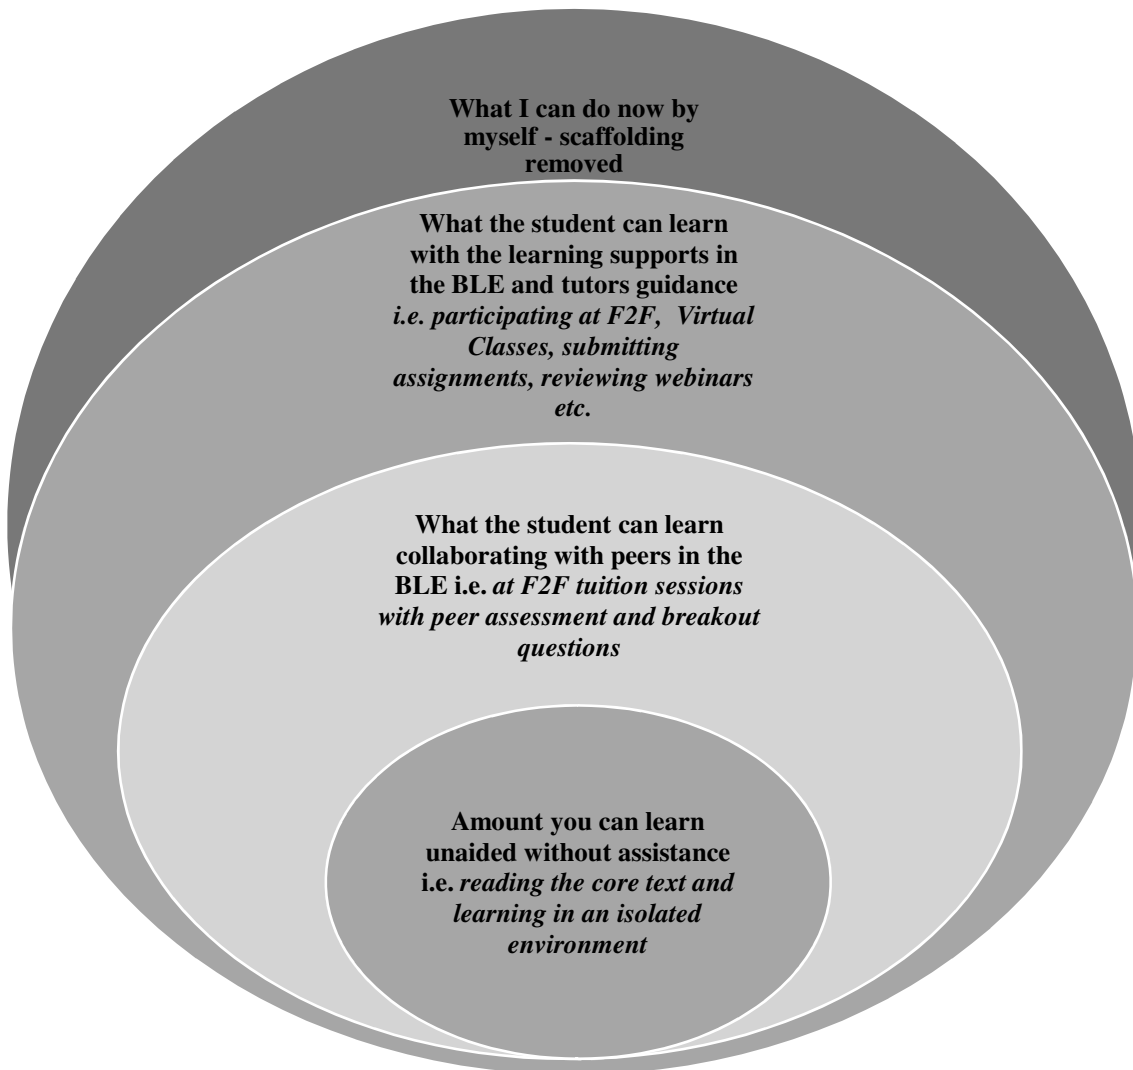 What I can do now by
myself - scaffolding
removed
What the student can learn
with the learning supports in
the BLE and tutors guidance
i.e. participating at F2F,  Virtual
Classes, submitting
assignments, reviewing webinars
etc.
What the student can learn
collaborating with peers in the
BLE i.e. at F2F tuition sessions
with peer assessment and breakout
questions
Amount you can learn
unaided without assistance
i.e. reading the core text and
learning in an isolated
environment